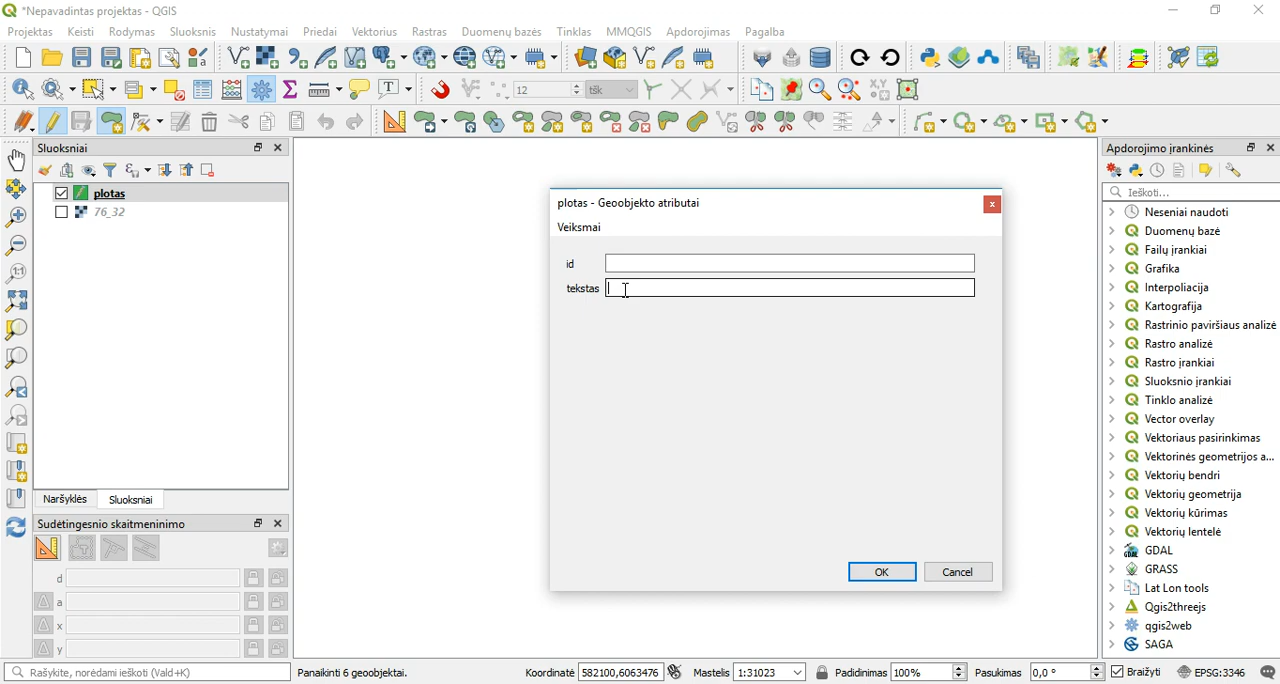 *Nepavadintas projektas - QGIS
Projektas Keisti Rodymas Sluoksnis Nustatymai Priedai Vektorius Rastras Duomenų bazės Tinklas MMQGIS Apdorojimas Pagalba
12 tšk
Sluoksniai
plotas
76_32
Naršyklės Sluoksniai
Sudėtingesnio skaitmeninimo
d
a
x
y
plotas - Geoobjekto atributai
Veiksmai
id
tekstas
OK Cancel
Apdorojimo įrankinės
Ieškoti...
Neseniai naudoti
Duomenų bazė
Failų įrankiai
Grafika
Interpoliacija
Kartografija
Rastrinio paviršiaus analizė
Rastro analizė
Rastro įrankiai
Sluoksnio įrankiai
Tinklo analizė
Vector overlay
Vektoriaus pasirinkimas
Vektorinės geometrijos a...
Vektorių bendri
Vektorių geometrija
Vektorių kūrimas
Vektorių lentelė
GDAL
GRASS
Lat Lon tools
Qgis2threejs
qgis2web
SAGA
Rašykite, norėdami ieškoti (Vald+K) Panaikinti 6 geoobjektai. Koordinatė 582100,6063476 Mastelis 1:31023 Padidinimas 100% Pasukimas 0,0 ° Braižyti EPSG:3346